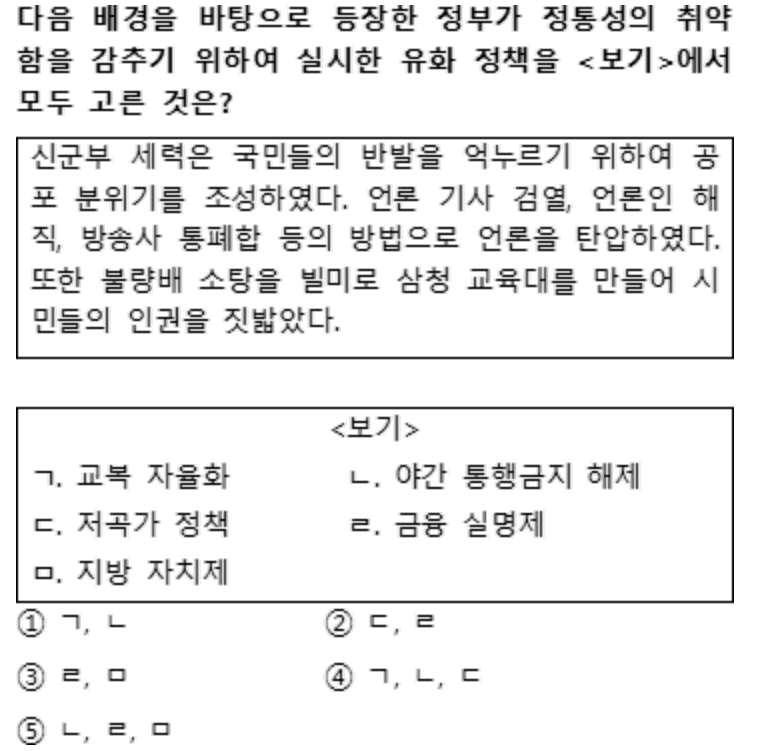 다음 배경을 바탕으로 등장한 정부가 정통성의 취약
함을 감추기 위하여 실시한 유화 정책을 <보기>에서
모두 고른 것은?
신군부 세력은 국민들의 반발을 억누르기 위하여 공
포 분위기를 조성하였다. 언론 기사 검열, 언론인 해
직, 방송사 통폐합 등의 방법으로 언론을 탄압하였다.
또한 불량배 소탕을 빌미로 삼청 교육대를 만들어 시
민들의 인권을 짓밟았다.
<보기>
ㄱ. 교복 자율화 ㄴ. 야간 통행금지 해제
ㄷ. 저곡가 정책 ㄹ. 금융 실명제
ㅁ. 지방 자치제
① ㄱ, ㄴ ② ㄷ, ㄹ
③ ㄹ, ㅁ ④ ㄱ, ㄴ, ㄷ
⑤ ㄴ, ㄹ, ㅁ